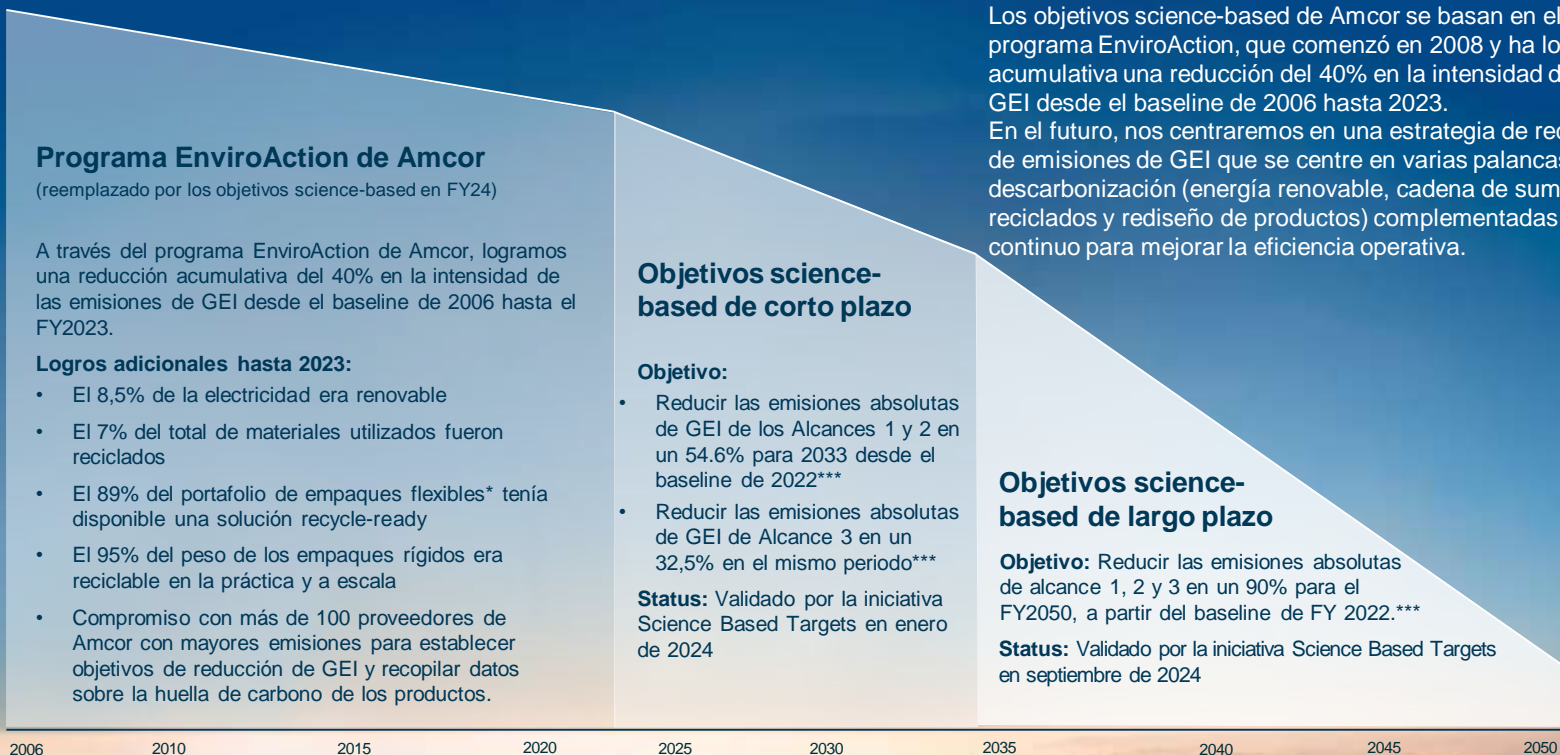 Los objetivos science-based de Amcor se basan en el
programa EnviroAction, que comenzó en 2008 y ha lo
acumulativa una reducción del 40% en la intensidad d
GEI desde el baseline de 2006 hasta 2023.
En el futuro, nos centraremos en una estrategia de red
de emisiones de GEI que se centre en varias palancas
descarbonización (energía renovable, cadena de sum
reciclados y rediseño de productos) complementadas
continuo para mejorar la eficiencia operativa.
Programa EnviroAction de Amcor
(reemplazado por los objetivos science-based en FY24)
A través del programa EnviroAction de Amcor, logramos
una reducción acumulativa del 40% en la intensidad de
las emisiones de GEI desde el baseline de 2006 hasta el
FY2023.
Logros adicionales hasta 2023:
• El 8,5% de la electricidad era renovable
• El 7% del total de materiales utilizados fueron
reciclados
• El 89% del portafolio de empaques flexibles* tenía
disponible una solución recycle-ready
• El 95% del peso de los empaques rígidos era
reciclable en la práctica y a escala
• Compromiso con más de 100 proveedores de
Amcor con mayores emisiones para establecer
objetivos de reducción de GEI y recopilar datos
sobre la huella de carbono de los productos.
Objetivos science-
based de corto plazo
Objetivo:
• Reducir las emisiones absolutas
de GEI de los Alcances 1 y 2 en
un 54.6% para 2033 desde el
baseline de 2022***
• Reducir las emisiones absolutas
de GEI de Alcance 3 en un
32,5% en el mismo periodo***
Status: Validado por la iniciativa
Science Based Targets en enero
de 2024
Objetivos science-
based de largo plazo
Objetivo: Reducir las emisiones absolutas
de alcance 1, 2 y 3 en un 90% para el
FY2050, a partir del baseline de FY 2022.***
Status: Validado por la iniciativa Science Based Targets
en septiembre de 2024
2006 2010 2015 2020 2025 2030 2035 2040 2045 2050